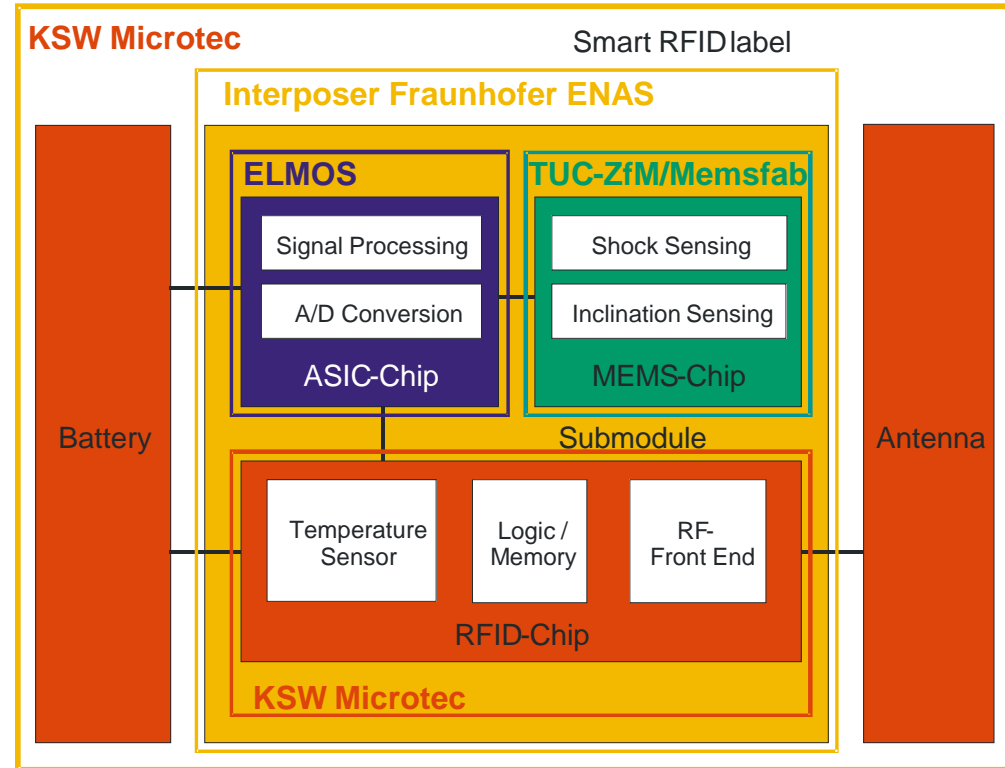 KSW Microtec
Smart RFID label
Interposer Fraunhofer ENAS
ELMOS
TUC-ZfM/Memsfab
Signal Processing
A/D Conversion
ASIC-Chip
Shock Sensing
Inclination Sensing
MEMS-Chip
Battery
Submodule
Antenna
Temperature
Sensor
Logic /
Memory
RF-
Front End
RFID-Chip
KSW Microtec